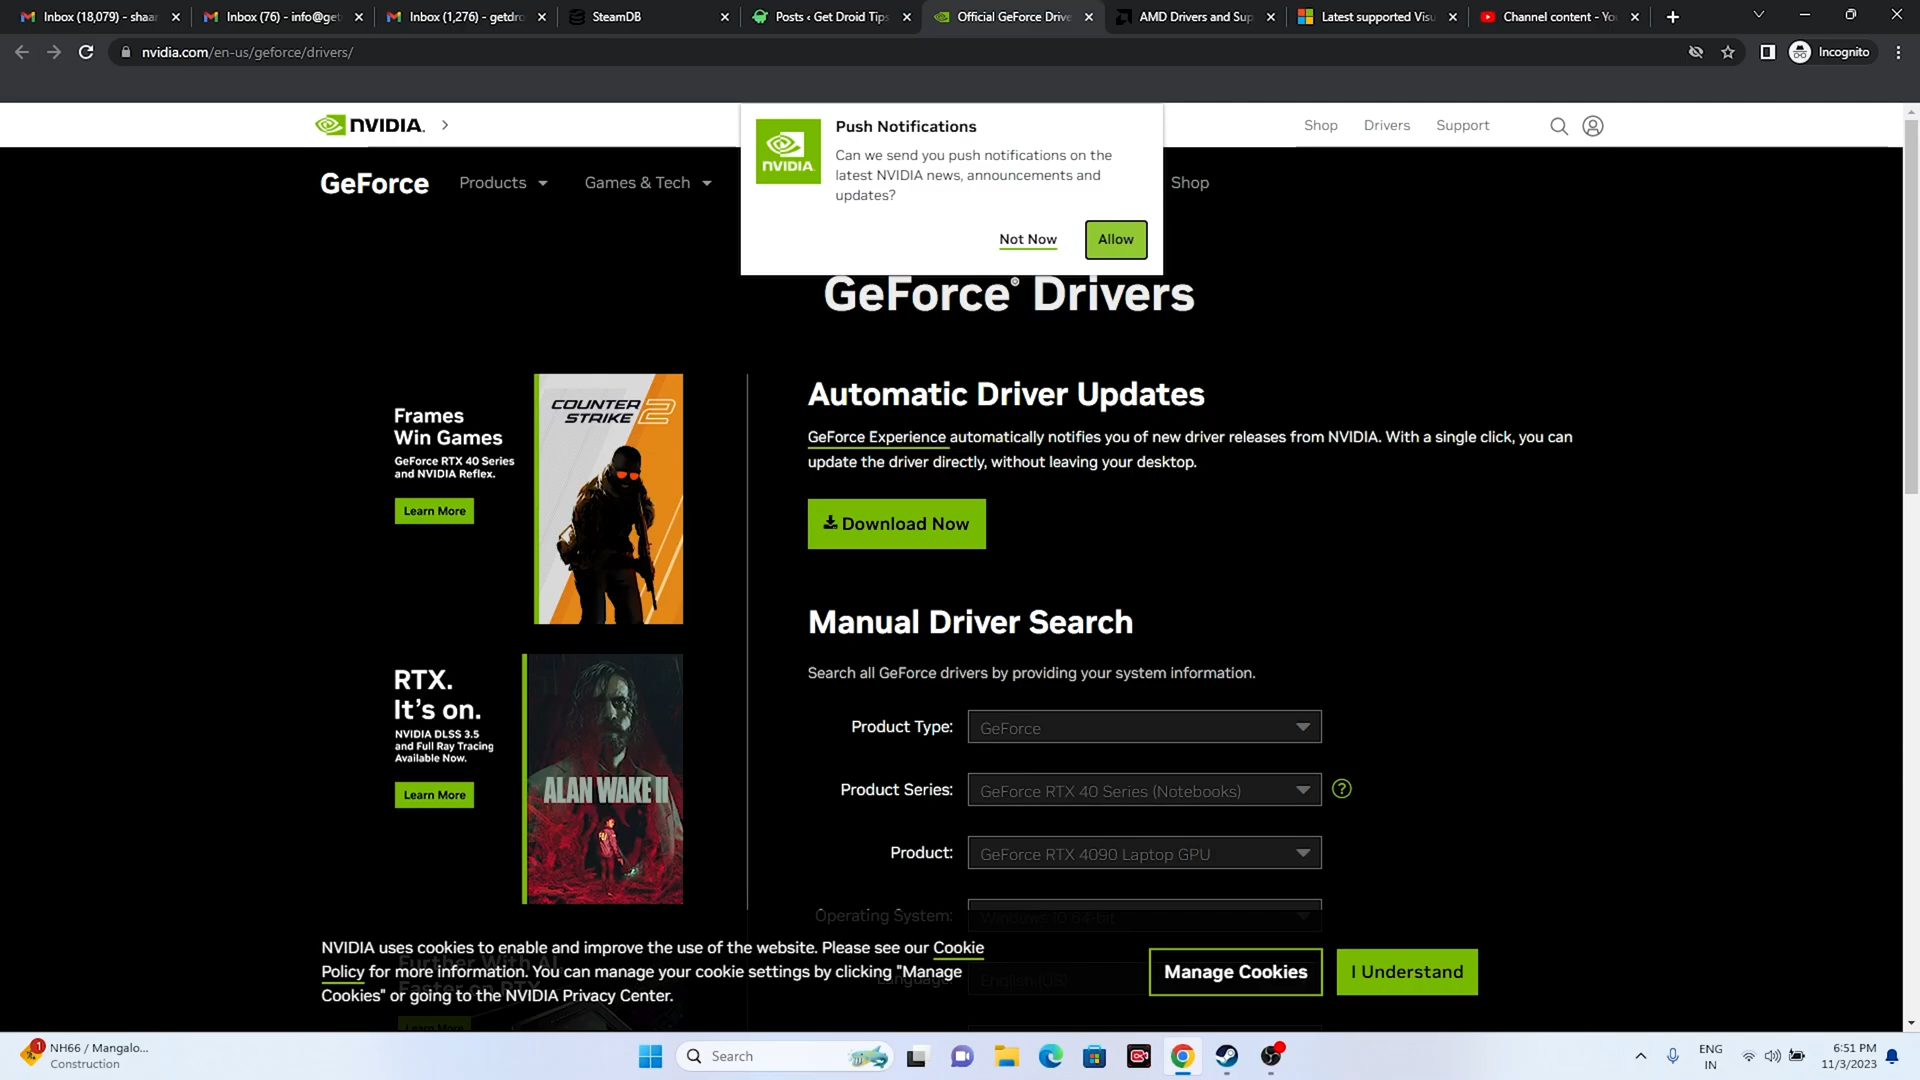 Inbox (18,079) - shaar
Inbox (76) - info@get
Inbox (1,276) - getdro
SteamDB
Posts ‹ Get Droid Tips
Official GeForce Drive
AMD Drivers and Sup
Latest supported Visu
Channel content - Yo
nvidia.com/en-us/geforce/drivers/
Incognito
NVIDIA.
Shop
Drivers
Support
Push Notifications
Can we send you push notifications on the
latest NVIDIA news, announcements and
updates?
NVIDIA.
Not Now
Allow
GeForce
Products
Games & Tech
Shop
GeForce® Drivers
Frames
Win Games
GeForce RTX 40 Series
and NVIDIA Reflex.
Learn More
COUNTER
STRIKE 2
Automatic Driver Updates
GeForce Experience automatically notifies you of new driver releases from NVIDIA. With a single click, you can
update the driver directly, without leaving your desktop.
Download Now
Manual Driver Search
Search all GeForce drivers by providing your system information.
RTX.
It's on.
NVIDIA DLSS 3.5
and Full Ray Tracing
Available Now.
Learn More
ALAN WAKE II
Product Type:
GeForce
Product Series:
GeForce RTX 40 Series (Notebooks)
?
Product:
GeForce RTX 4090 Laptop GPU
Operating System:
Windows 10 64-bit
Language:
English (US)
Further With AI
Faster on RTX
Learn More
NVIDIA uses cookies to enable and improve the use of the website. Please see our Cookie
Policy for more information. You can manage your cookie settings by clicking "Manage
Cookies" or going to the NVIDIA Privacy Center.
Manage Cookies
I Understand
1
NH66 / Mangalo...
Construction
Search
ENG
IN
6:51 PM
11/3/2023